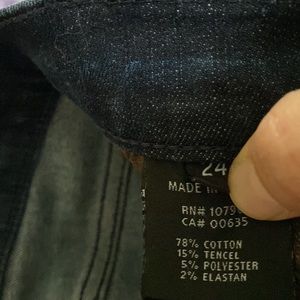 24
MADE IN
RN# 1079
CA# 00635
78% COTTON
15% TENCEL
5% POLYESTER
2% ELASTAN